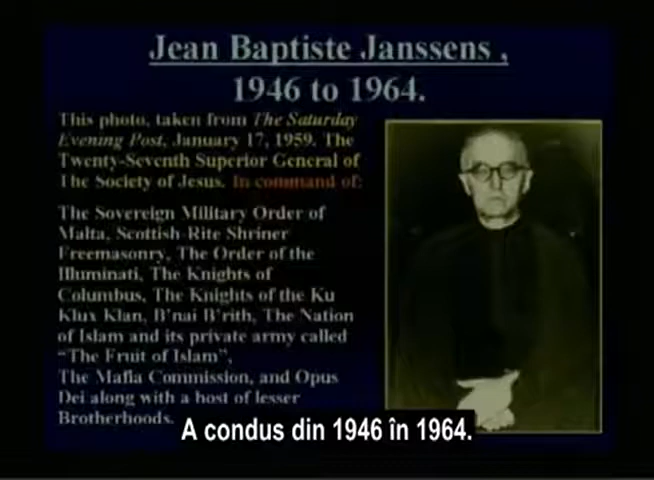 Jean Baptiste Janssens ,
1946 to 1964.
This photo, taken from The Saturday
Evening Post, January 17, 1959. The
Twenty-Seventh Superior General of
The Society of Jesus. In command of:
The Sovereign Military Order of
Malta, Scottish-Rite Shriner
Freemasonry, The Order of the
Illuminati, The Knights of
Columbus, The Knights of the Ku
Klux Klan, B'nai B'rith, The Nation
of Islam and its private army called
"The Fruit of Islam",
The Mafia Commission, and Opus
Dei along with a host of lesser
Brotherhoods.
A condus din 1946 în 1964.